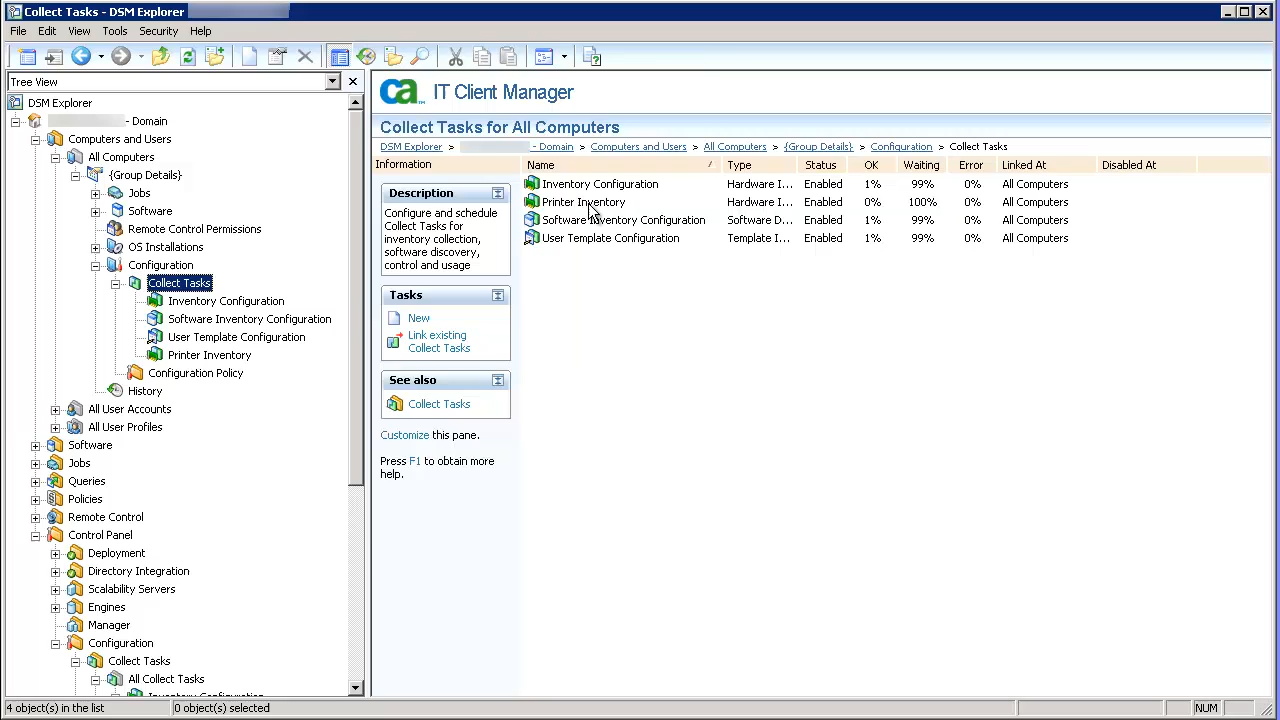 Collect Tasks - DSM Explorer
File Edit View Tools Security Help
Tree View
DSM Explorer
- Domain
Computers and Users
All Computers
{Group Details}
Jobs
Software
Remote Control Permissions
OS Installations
Configuration
Collect Tasks
Inventory Configuration
Software Inventory Configuration
User Template Configuration
Printer Inventory
Configuration Policy
History
All User Accounts
All User Profiles
Software
Jobs
Queries
Policies
Remote Control
Control Panel
Deployment
Directory Integration
Scalability Servers
Engines
Manager
Configuration
Collect Tasks
All Collect Tasks
Inventory Configuration
ca IT Client Manager
Collect Tasks for All Computers
DSM Explorer > - Domain > Computers and Users > All Computers > {Group Details} > Configuration > Collect Tasks
Information
Description
Configure and schedule
Collect Tasks for
inventory collection,
software discovery,
control and usage
Tasks
New
Link existing
Collect Tasks
See also
Collect Tasks
Customize this pane.
Press F1 to obtain more
help.
Name Type Status OK Waiting Error Linked At Disabled At
Inventory Configuration Hardware I... Enabled 1% 99% 0% All Computers
Printer Inventory Hardware I... Enabled 0% 100% 0% All Computers
Software Inventory Configuration Software D... Enabled 1% 99% 0% All Computers
User Template Configuration Template I... Enabled 1% 99% 0% All Computers
4 object(s) in the list 0 object(s) selected NUM